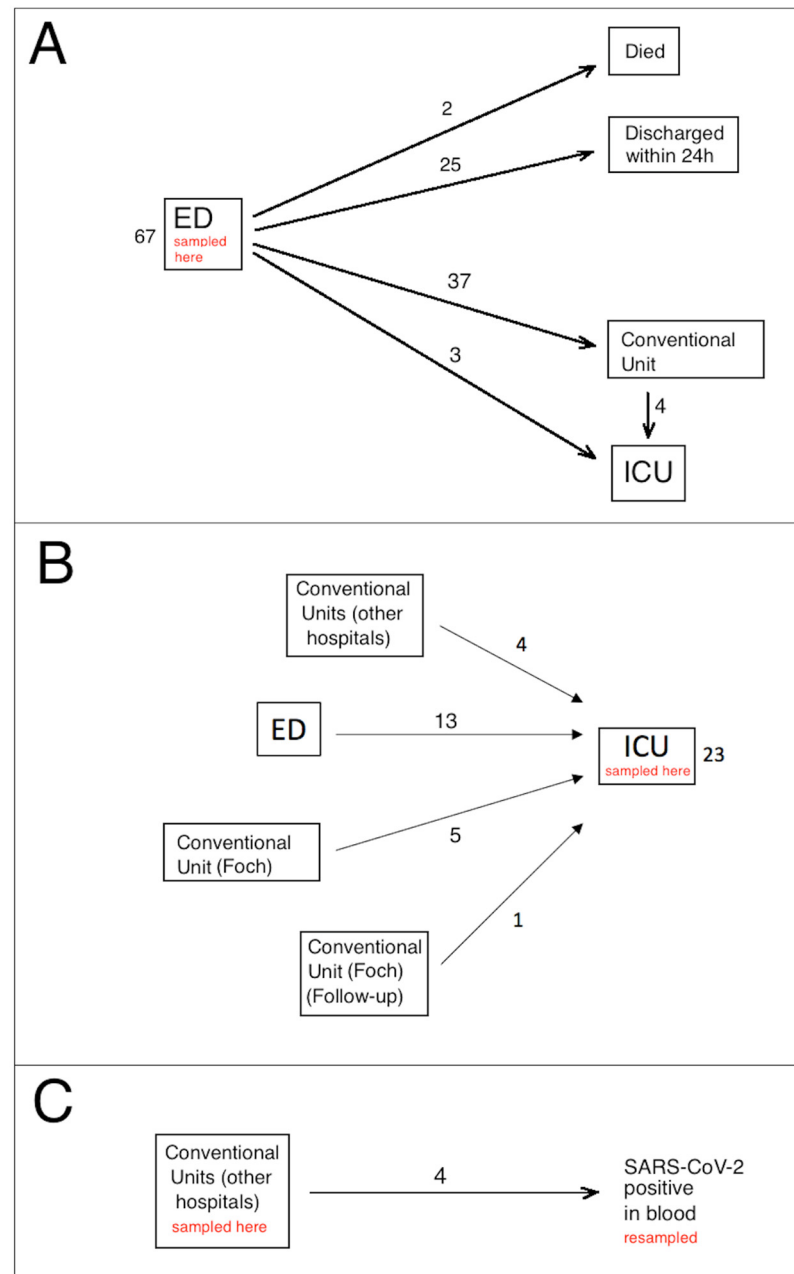 A
Died
2
Discharged
within 24h
25
67
ED
sampled
here
37
Conventional
Unit
3
4
ICU
B
Conventional
Units (other
hospitals)
4
ED
13
ICU
sampled here
23
Conventional
Unit (Foch)
5
Conventional
Unit (Foch)
(Follow-up)
1
C
Conventional
Units (other
hospitals)
sampled here
4
SARS-CoV-2
positive
in blood
resampled